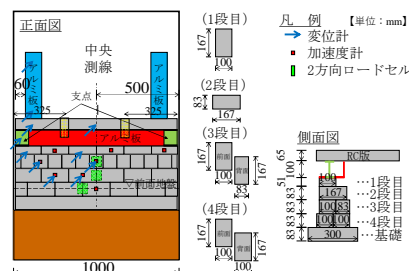 正面図
中央
測線
アルミ板
アルミ板
60
500
325
325
支点
アルミ板
▽前面地盤
1000
(1段目)
167
100
(2段目)
83
167
(3段目)
167
前面
背面
167
100
83
(4段目)
167
前面
背面
167
100
100
凡 例
【単位：mm】
変位計
加速度計
2方向ロードセル
側面図
RC版
65
100
51
83
83
83
83
100
167
100
83
100
100
300
…1段目
…2段目
…3段目
…4段目
…基礎